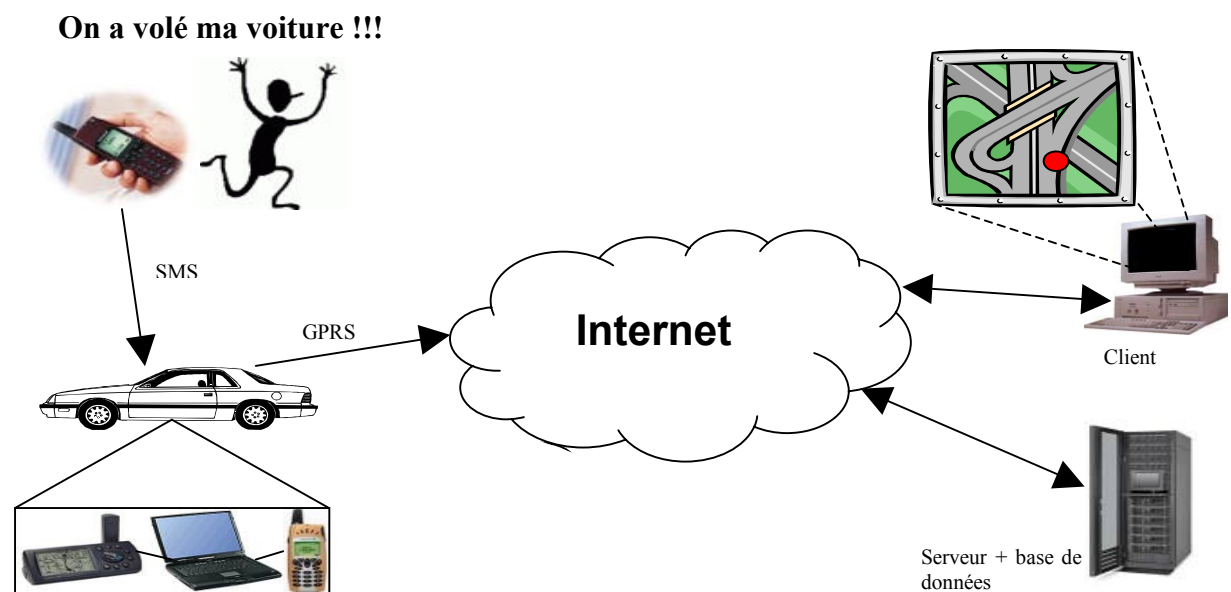 On a volé ma voiture !!!
SMS
GPRS
Internet
Client
Serveur + base de
données